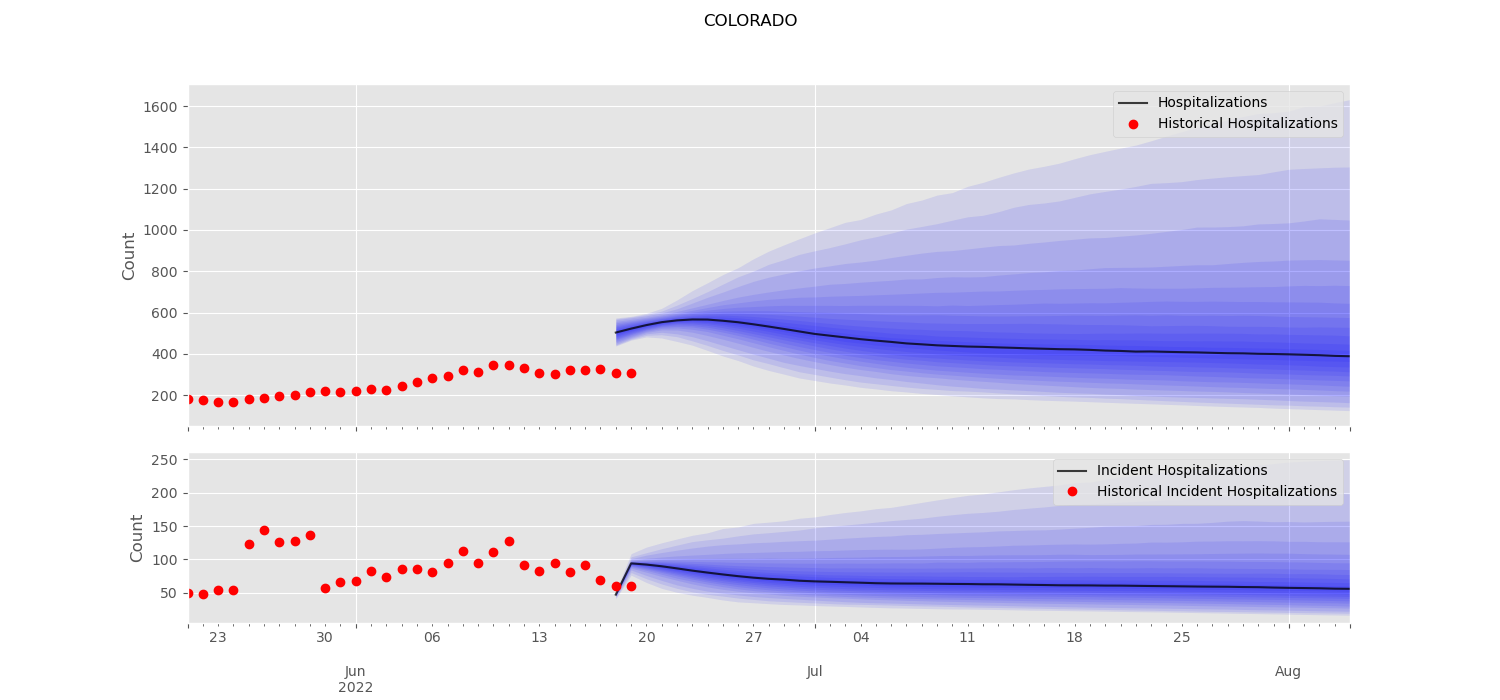 COLORADO
1600
1400
1200
1000
800
600
400
200
Count
Hospitalizations
Historical Hospitalizations
250
200
150
100
50
Count
Incident Hospitalizations
Historical Incident Hospitalizations
23 30 06 13 20 27 04 11 18 25
Jun Jul Aug
2022